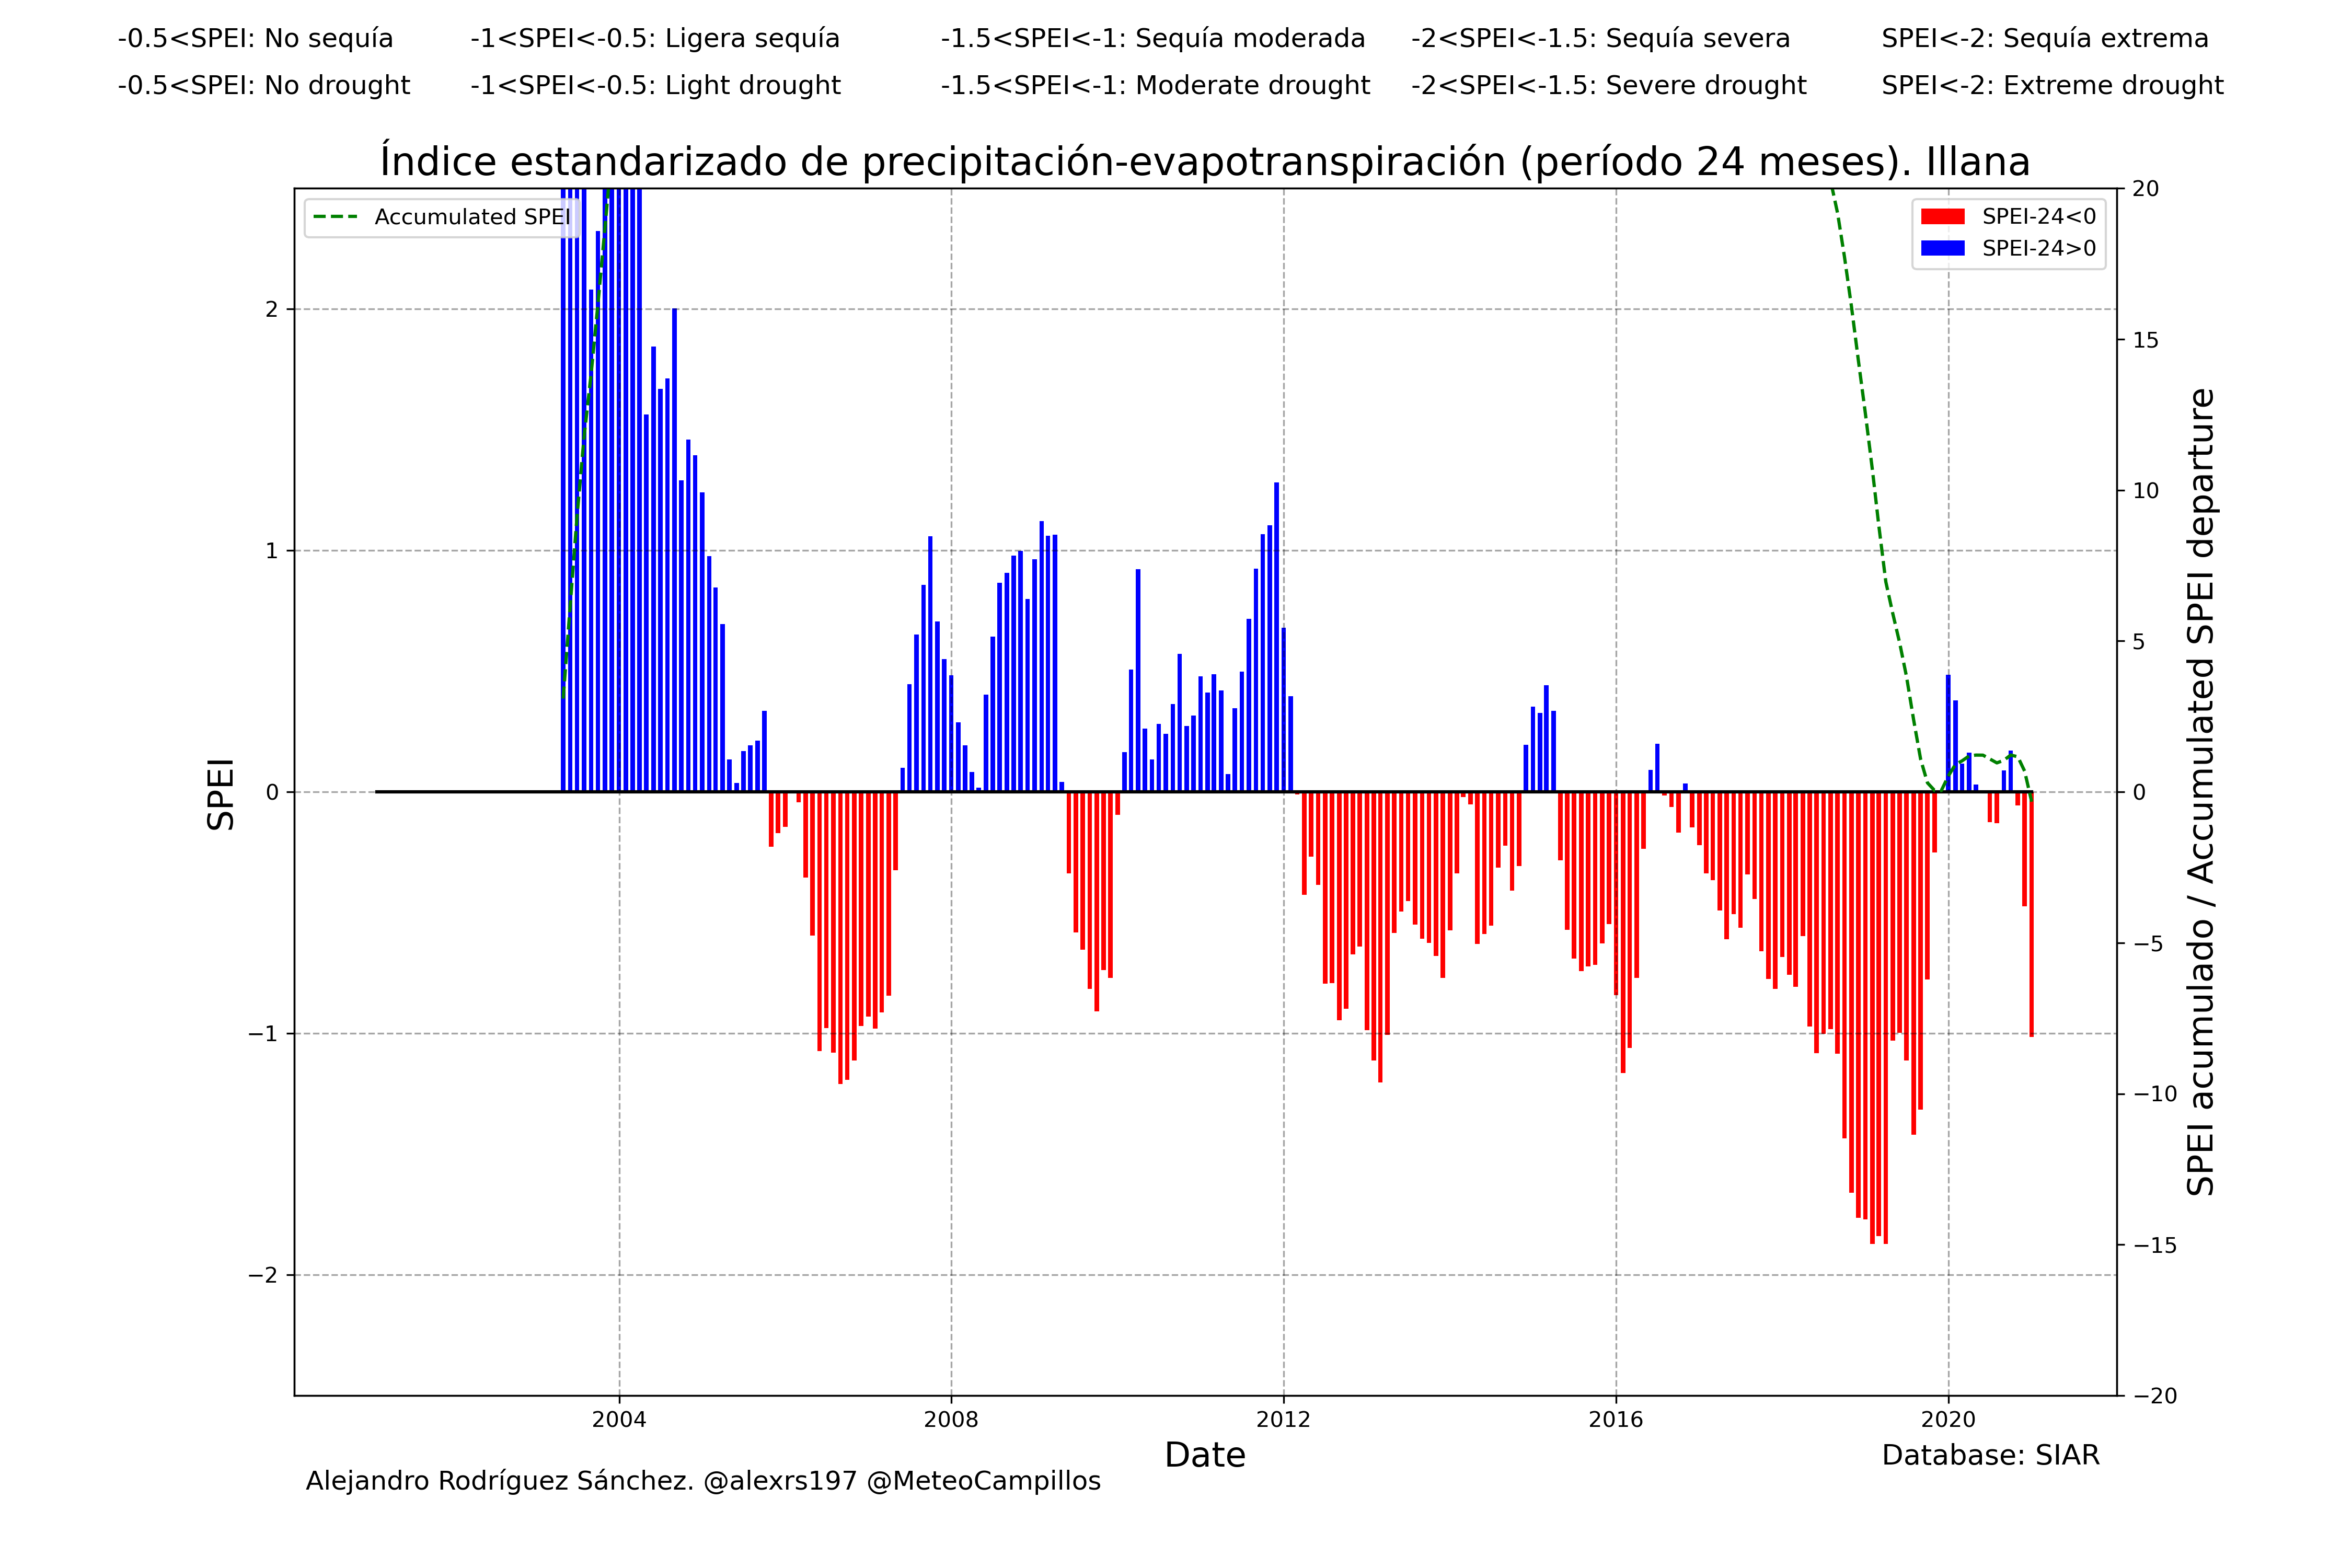 -0.5<SPEI: No sequía -1<SPEI<-0.5: Ligera sequía -1.5<SPEI<-1: Sequía moderada -2<SPEI<-1.5: Sequía severa SPEI<-2: Sequía extrema
-0.5<SPEI: No drought -1<SPEI<-0.5: Light drought -1.5<SPEI<-1: Moderate drought -2<SPEI<-1.5: Severe drought SPEI<-2: Extreme drought
Índice estandarizado de precipitación-evapotranspiración (período 24 meses). Illana
Accumulated SPEI
SPEI-24<0
SPEI-24>0
SPEI
2
1
0
−1
−2
20
15
10
5
0
−5
−10
−15
−20
SPEI acumulado / Accumulated SPEI departure
2004 2008 2012 2016 2020
Date
Database: SIAR
Alejandro Rodríguez Sánchez. @alexrs197 @MeteoCampillos